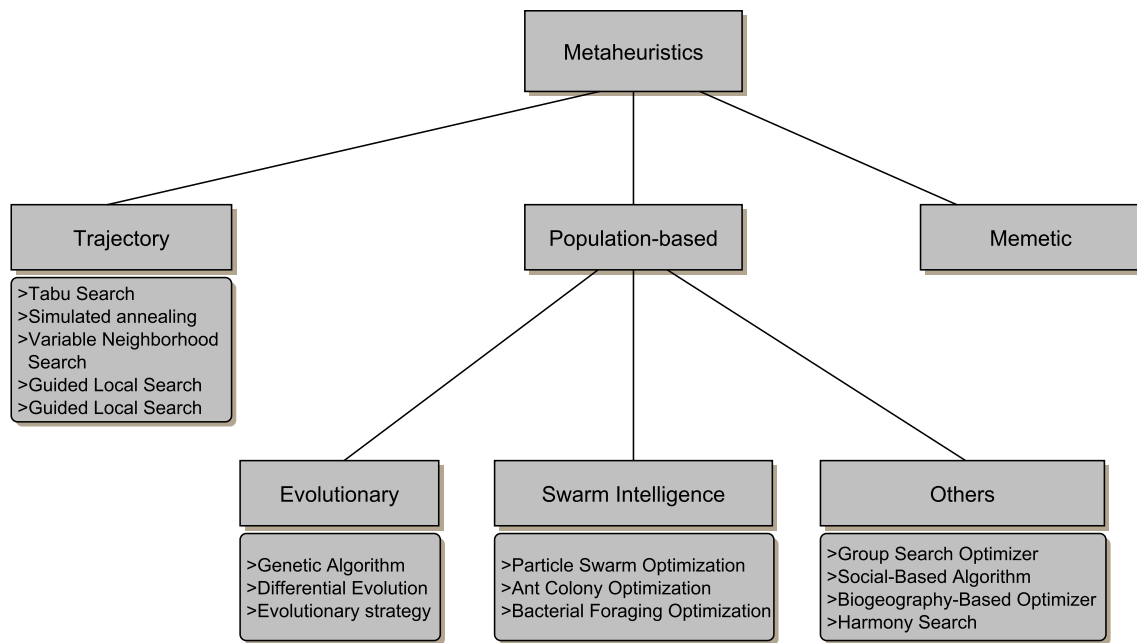 Metaheuristics
Trajectory
Population-based
Memetic
>Tabu Search
>Simulated annealing
>Variable Neighborhood
Search
>Guided Local Search
>Guided Local Search
Evolutionary
Swarm Intelligence
Others
>Genetic Algorithm
>Differential Evolution
>Evolutionary strategy
>Particle Swarm Optimization
>Ant Colony Optimization
>Bacterial Foraging Optimization
>Group Search Optimizer
>Social-Based Algorithm
>Biogeography-Based Optimizer
>Harmony Search